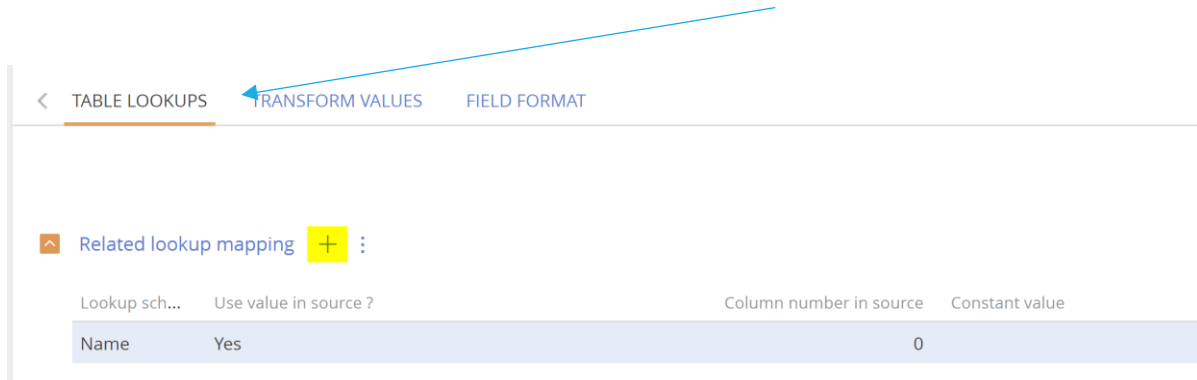 TABLE LOOKUPS TRANSFORM VALUES FIELD FORMAT
Related lookup mapping
Lookup sch... Use value in source ? Column number in source Constant value
Name Yes 0